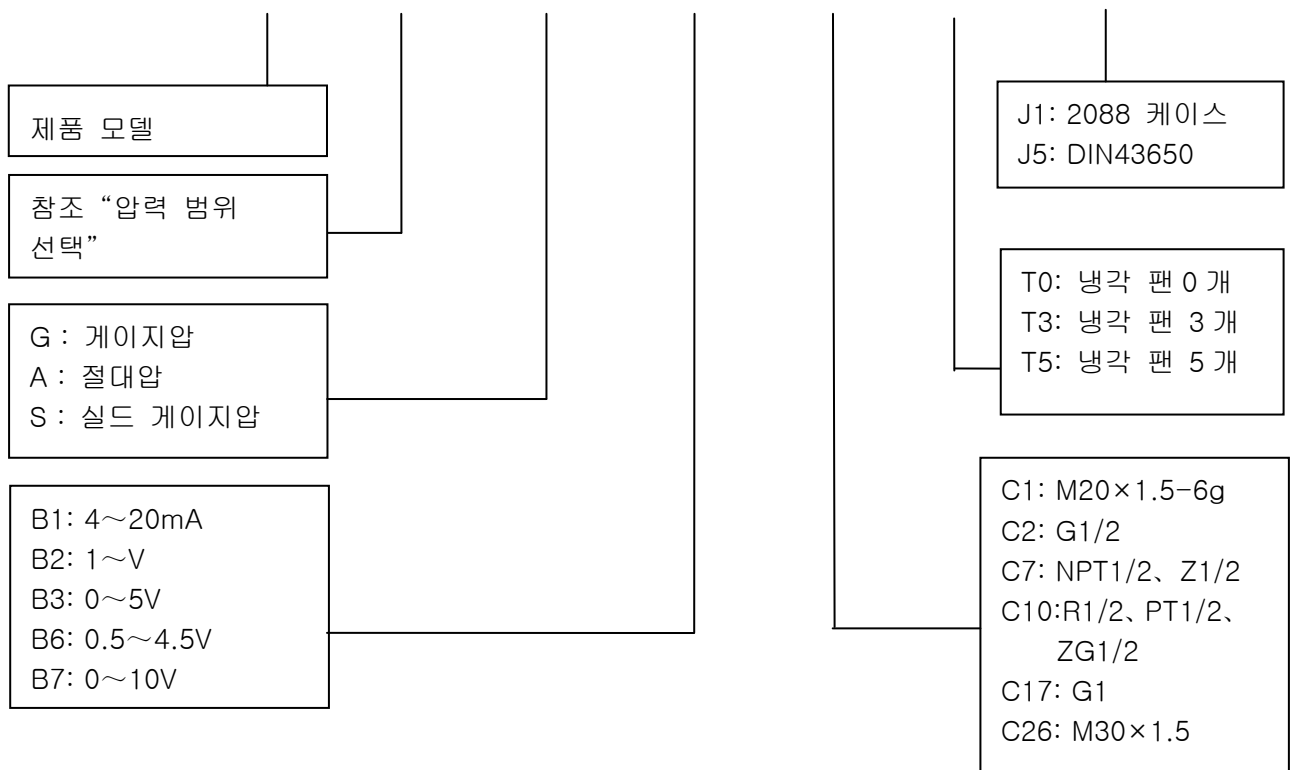 제품 모델
참조 “압력 범위
선택”
G : 게이지압
A : 절대압
S : 실드 게이지압
B1: 4～20mA
B2: 1～V
B3: 0～5V
B6: 0.5～4.5V
B7: 0～10V
J1: 2088 케이스
J5: DIN43650
T0: 냉각 팬 0 개
T3: 냉각 팬 3 개
T5: 냉각 팬 5 개
C1: M20×1.5-6g
C2: G1/2
C7: NPT1/2、Z1/2
C10:R1/2、PT1/2、
ZG1/2
C17: G1
C26: M30×1.5